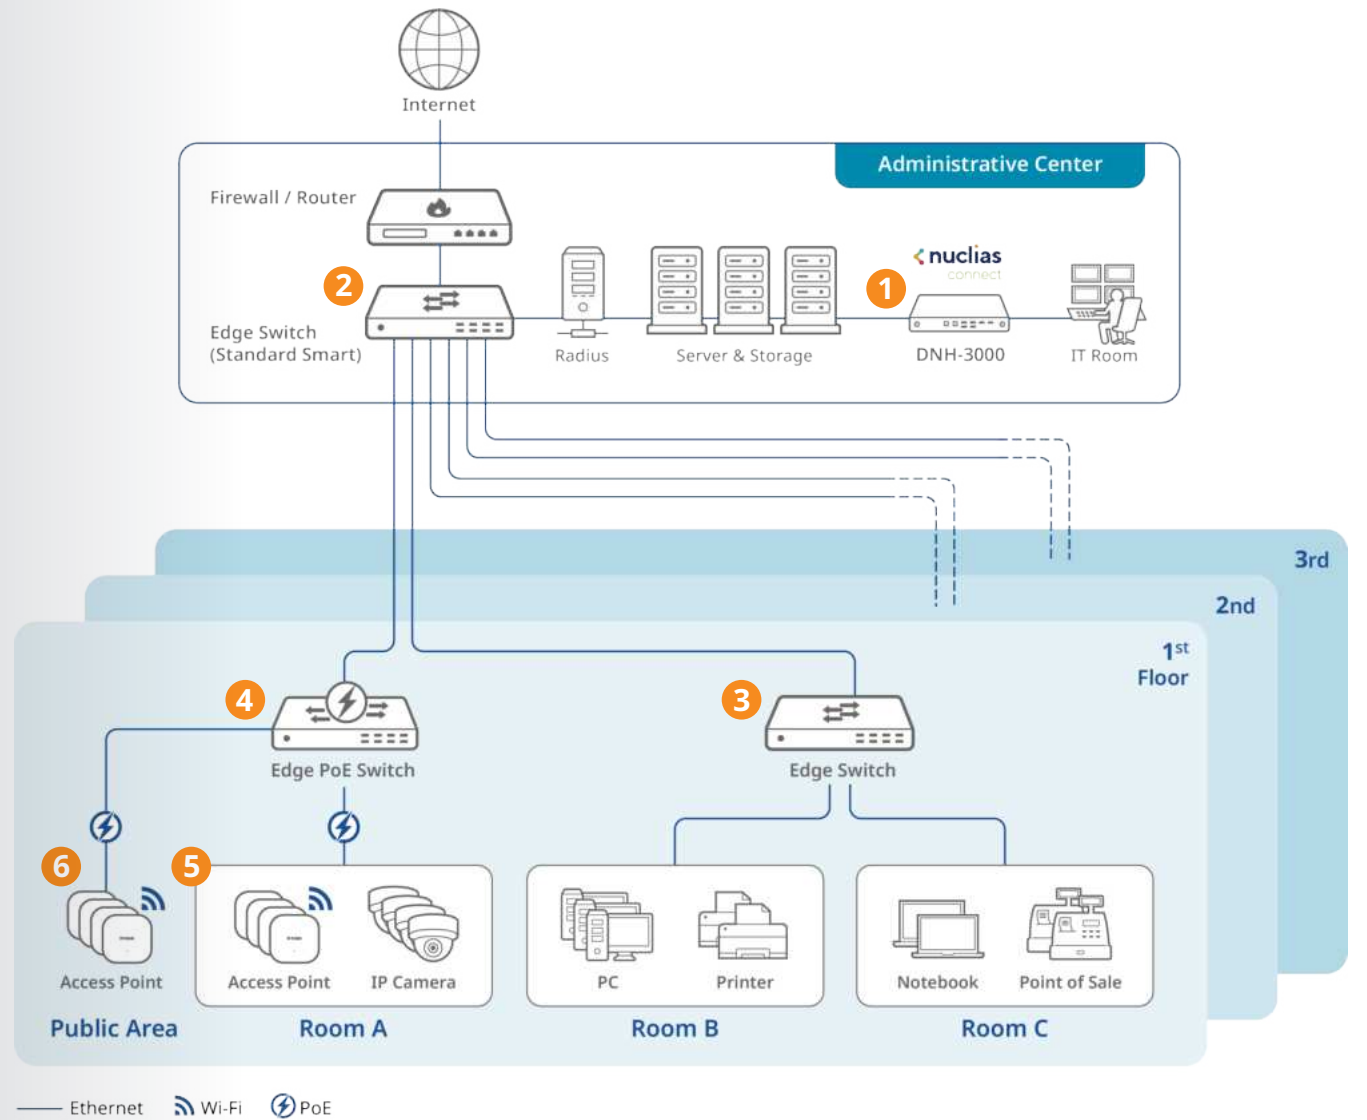 Internet
Administrative Center
Firewall / Router
nuclias
connect
2
1
Edge Switch
(Standard Smart)
Radius
Server & Storage
DNH-3000
IT Room
3rd
2nd
1st
Floor
4
3
Edge PoE Switch
Edge Switch
6
5
Access Point
Access Point
IP Camera
PC
Printer
Notebook
Point of Sale
Public Area
Room A
Room B
Room C
Ethernet
Wi-Fi
PoE